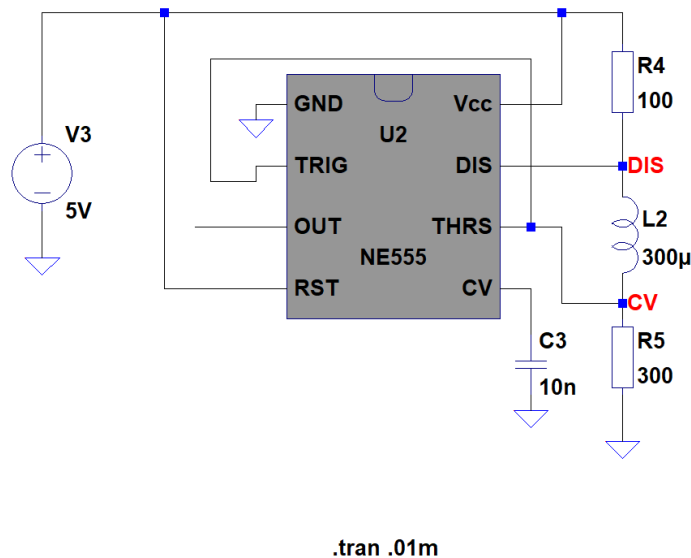 R4
100
V3
5V
GND
Vcc
U2
TRIG
DIS
DIS
OUT
THRS
L2
300µ
NE555
RST
CV
CV
C3
10n
R5
300
.tran .01m